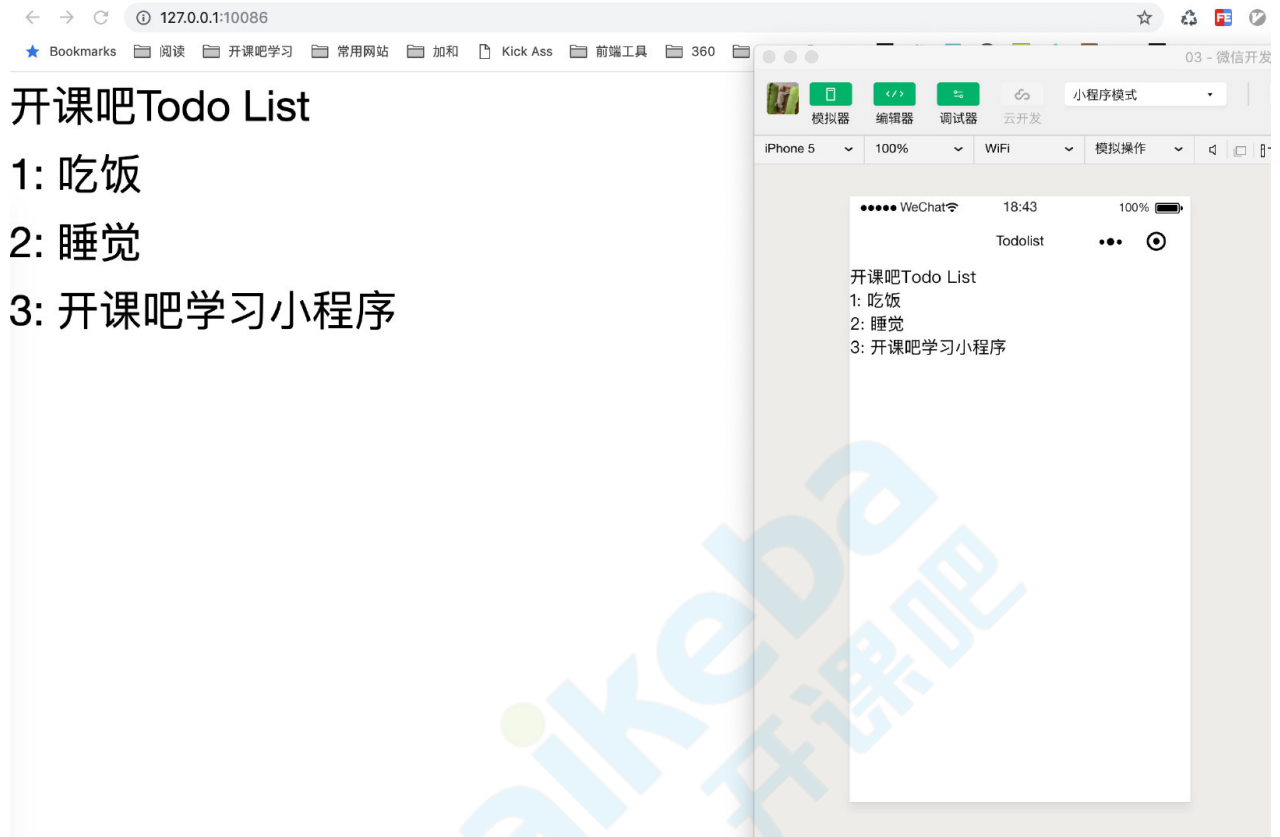 127.0.0.1:10086
Bookmarks 阅读 开课吧学习 常用网站 加和 Kick Ass 前端工具 360
开课吧Todo List
1: 吃饭
2: 睡觉
3: 开课吧学习小程序
03 - 微信开发
模拟器 编辑器 调试器 云开发 小程序模式
iPhone 5 100% WiFi 模拟操作
WeChat 18:43 100%
Todolist
开课吧Todo List
1: 吃饭
2: 睡觉
3: 开课吧学习小程序
aikeba
开课吧